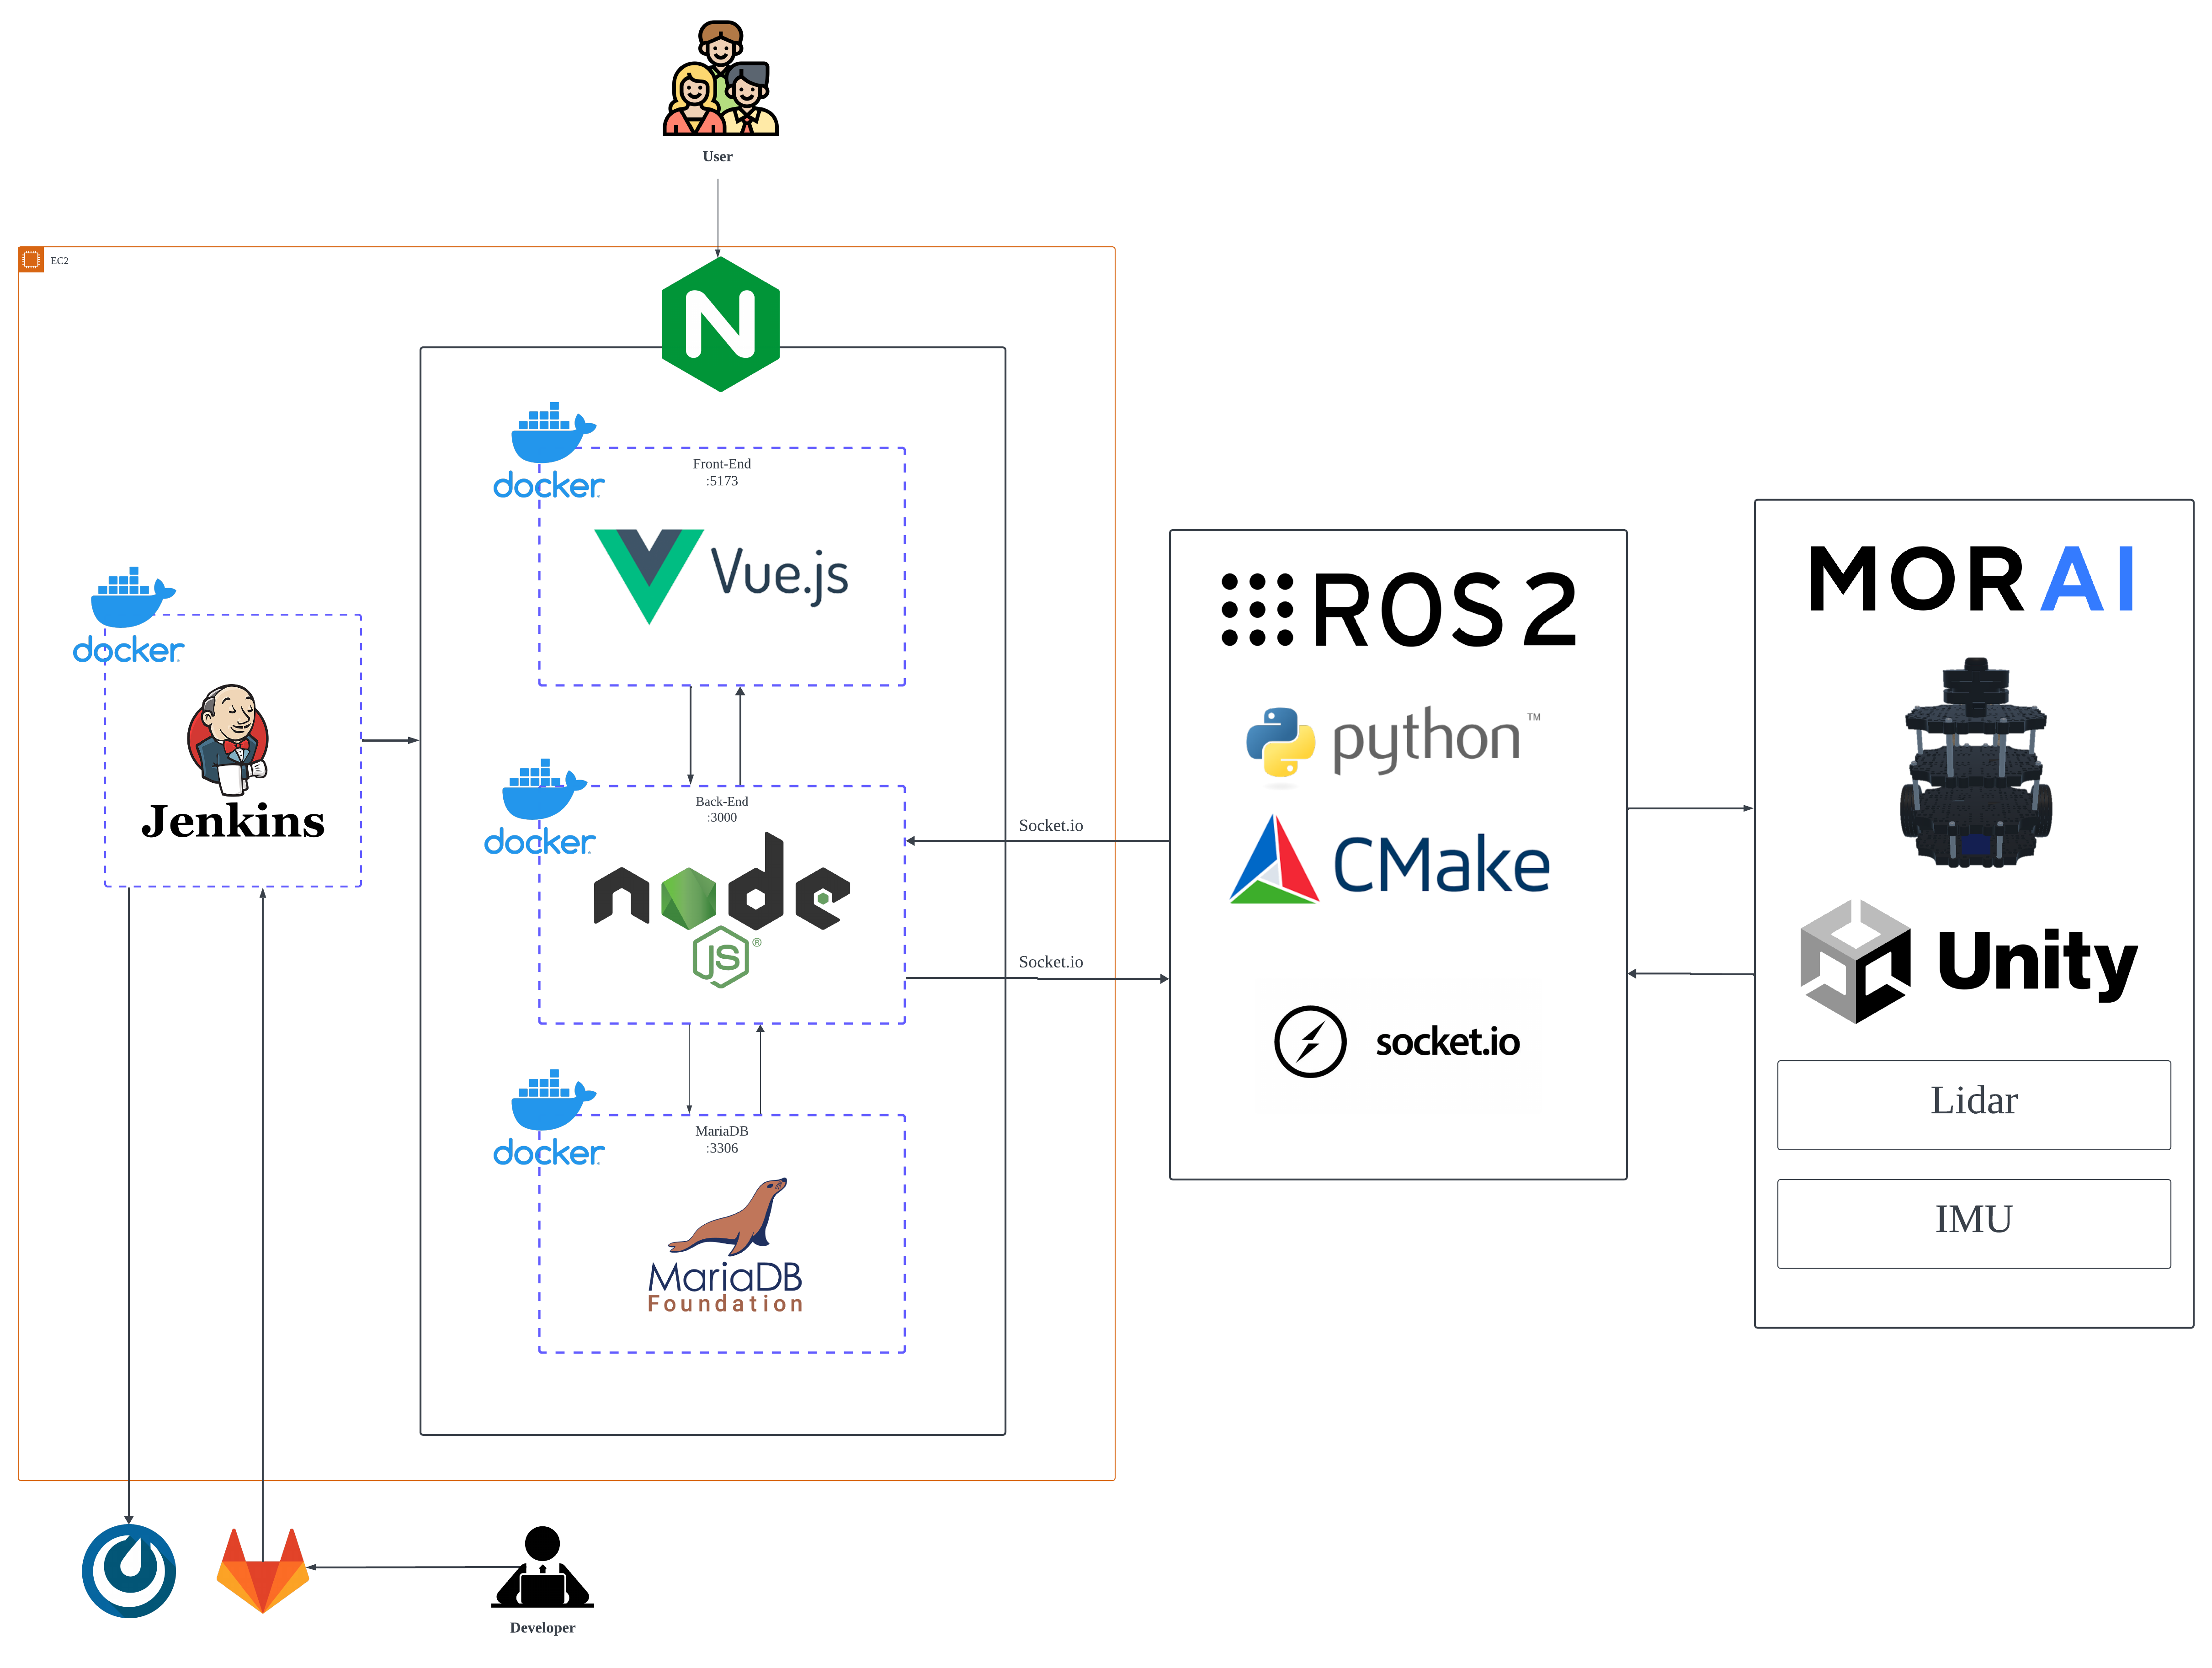 User
EC2
docker
Front-End
:5173
Vue.js
docker
Jenkins
docker
Back-End
:3000
node
JS®
Socket.io
Socket.io
docker
MariaDB
:3306
MariaDB
Foundation
ROS 2
python™
CMake
socket.io
MORAI
Unity
Lidar
IMU
Developer